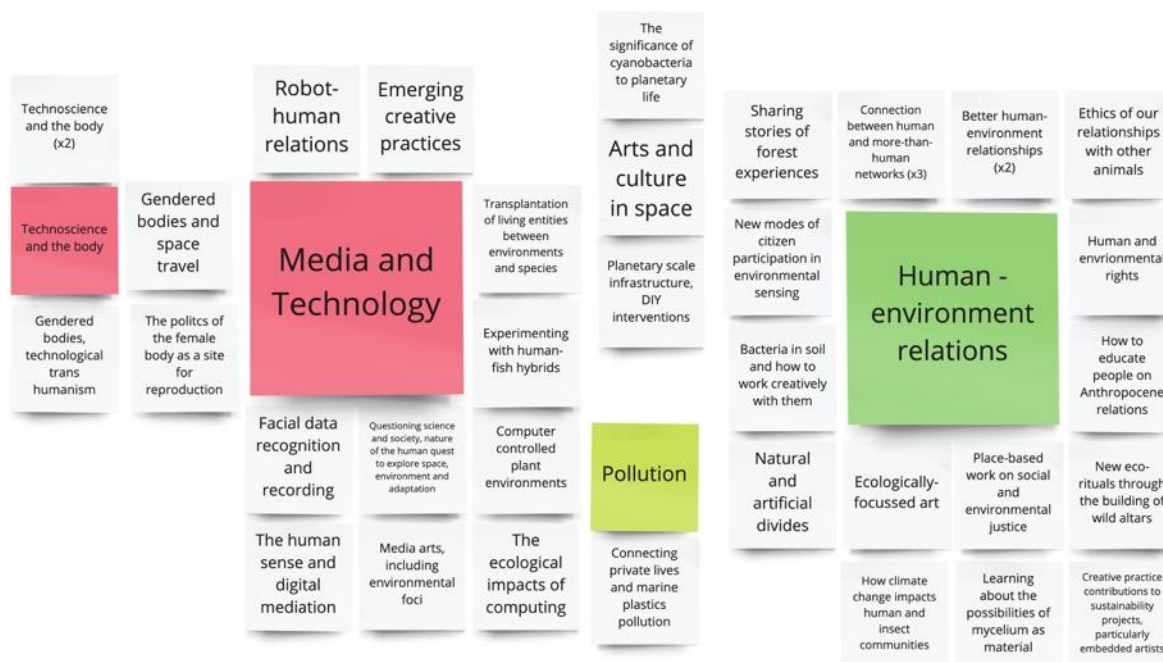 Technoscience
and the body
(x2)
Technoscience
and the body
Gendered
bodies and
space
travel
Gendered
bodies,
technological
trans
humanism
The politcs of
the female
body as a site
for
reproduction
Robot-
human
relations
Emerging
creative
practices
Media and
Technology
Transplantation
of living entities
between
environments
and species
Experimenting
with human-
fish hybrids
Facial data
recognition
and
recording
Questioning science
and society, nature
of the human quest
to explore space,
environment and
adaptation
Computer
controlled
plant
environments
The human
sense and
digital
mediation
Media arts,
including
environmental
foci
The
ecological
impacts of
computing
The
significance of
cyanobacteria
to planetary
life
Arts and
culture
in space
Planetary scale
infrastructure,
DIY
interventions
Pollution
Connecting
private lives
and marine
plastics
pollution
Sharing
stories of
forest
experiences
Connection
between human
and more-than-
human
networks (x3)
Better human-
environment
relationships
(x2)
Ethics of our
relationships
with other
animals
New modes of
citizen
participation in
environmental
sensing
Human -
environment
relations
Human and
envrionmental
rights
Bacteria in soil
and how to
work creatively
with them
How to
educate
people on
Anthropocene
relations
Natural
and
artificial
divides
Ecologically-
focussed art
Place-based
work on social
and
environmental
justice
New eco-
rituals through
the building of
wild altars
How climate
change impacts
human and
insect
communities
Learning
about the
possibilities of
mycelium as
material
Creative practice
contributions to
sustainability
projects,
particularly
embedded artists